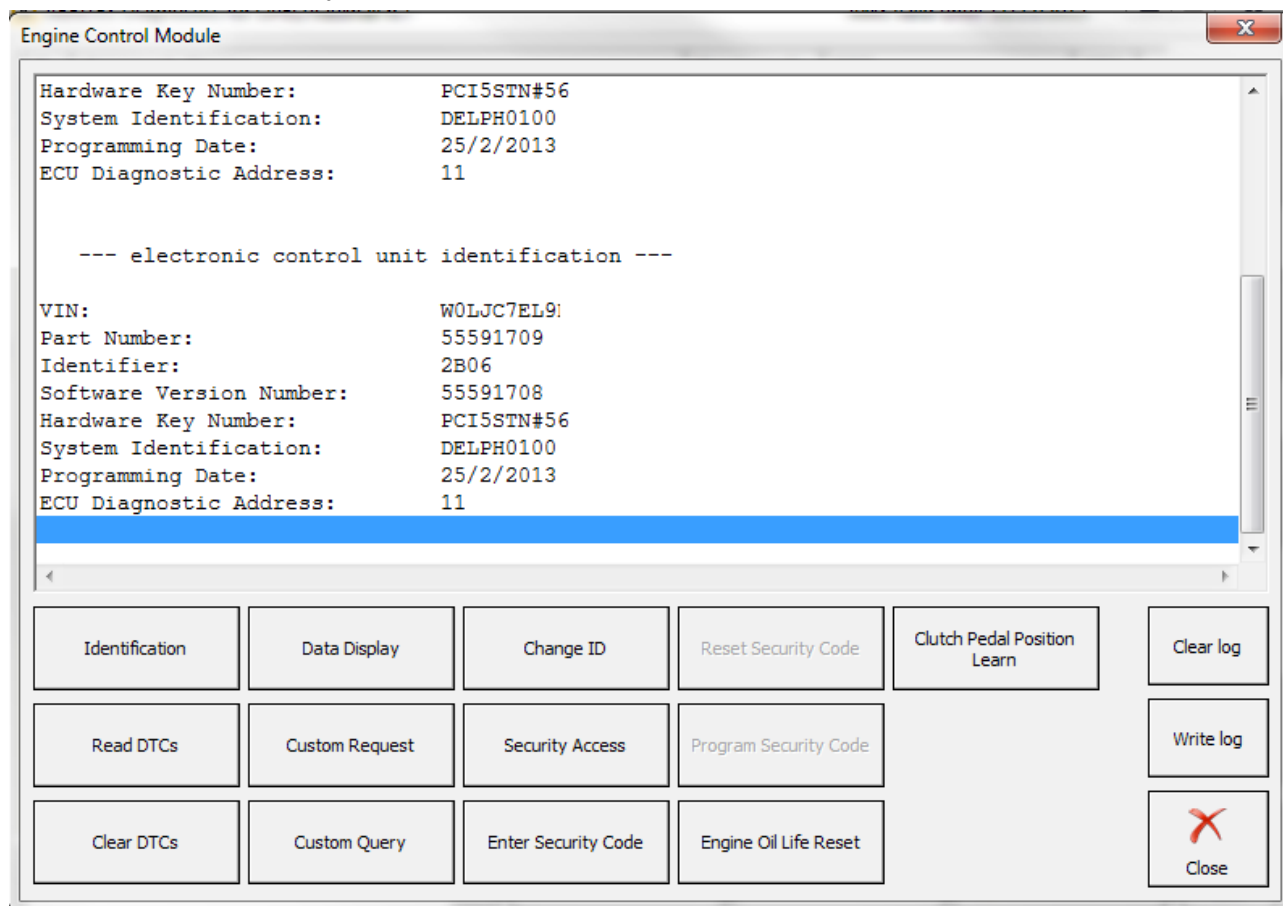 Engine Control Module
Hardware Key Number: PCI5STN#56
System Identification: DELPH0100
Programming Date: 25/2/2013
ECU Diagnostic Address: 11
--- electronic control unit identification ---
VIN: W0LJC7EL9
Part Number: 55591709
Identifier: 2B06
Software Version Number: 55591708
Hardware Key Number: PCI5STN#56
System Identification: DELPH0100
Programming Date: 25/2/2013
ECU Diagnostic Address: 11
Identification
Data Display
Change ID
Reset Security Code
Clutch Pedal Position
Learn
Clear log
Read DTCs
Custom Request
Security Access
Program Security Code
Write log
Clear DTCs
Custom Query
Enter Security Code
Engine Oil Life Reset
Close